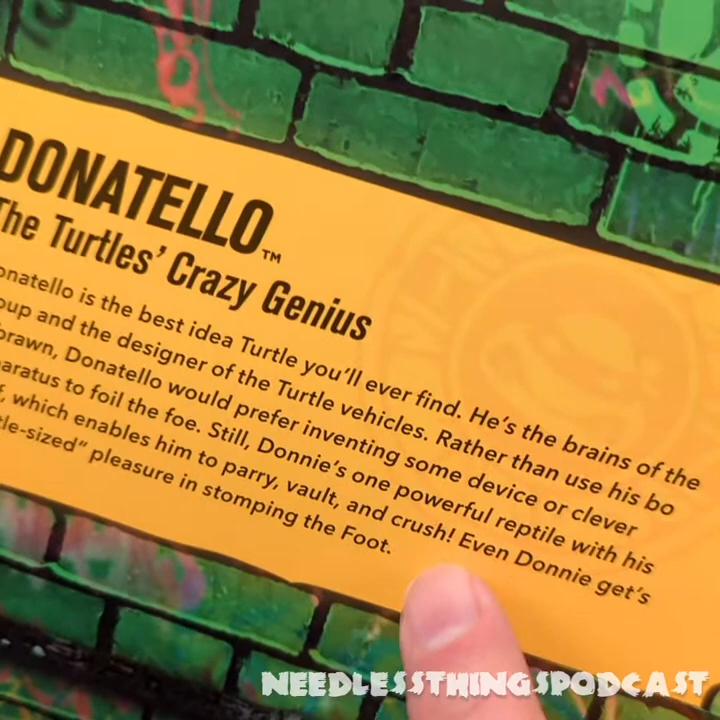 DONATELLO™
The Turtles' Crazy Genius
onatello is the best idea Turtle you'll ever find. He's the brains of the
oup and the designer of the Turtle vehicles. Rather than use his bo
brawn, Donatello would prefer inventing some device or clever
aratus to foil the foe. Still, Donnie's one powerful reptile with his
, which enables him to parry, vault, and crush! Even Donnie get's
tle-sized" pleasure in stomping the Foot.
NEEDLESSTHINGSPODCAST